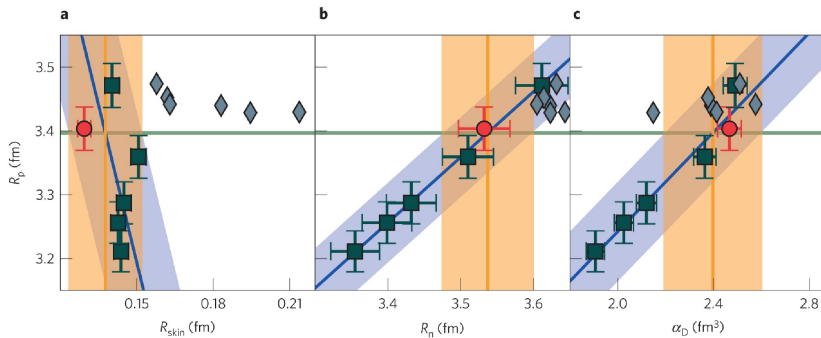 a
b
c
3.5
3.4
3.3
3.2
R_p (fm)
0.15 0.18 0.21
3.4 3.5 3.6
2.0 2.4 2.8
R_skin (fm)
R_n (fm)
α_D (fm³)